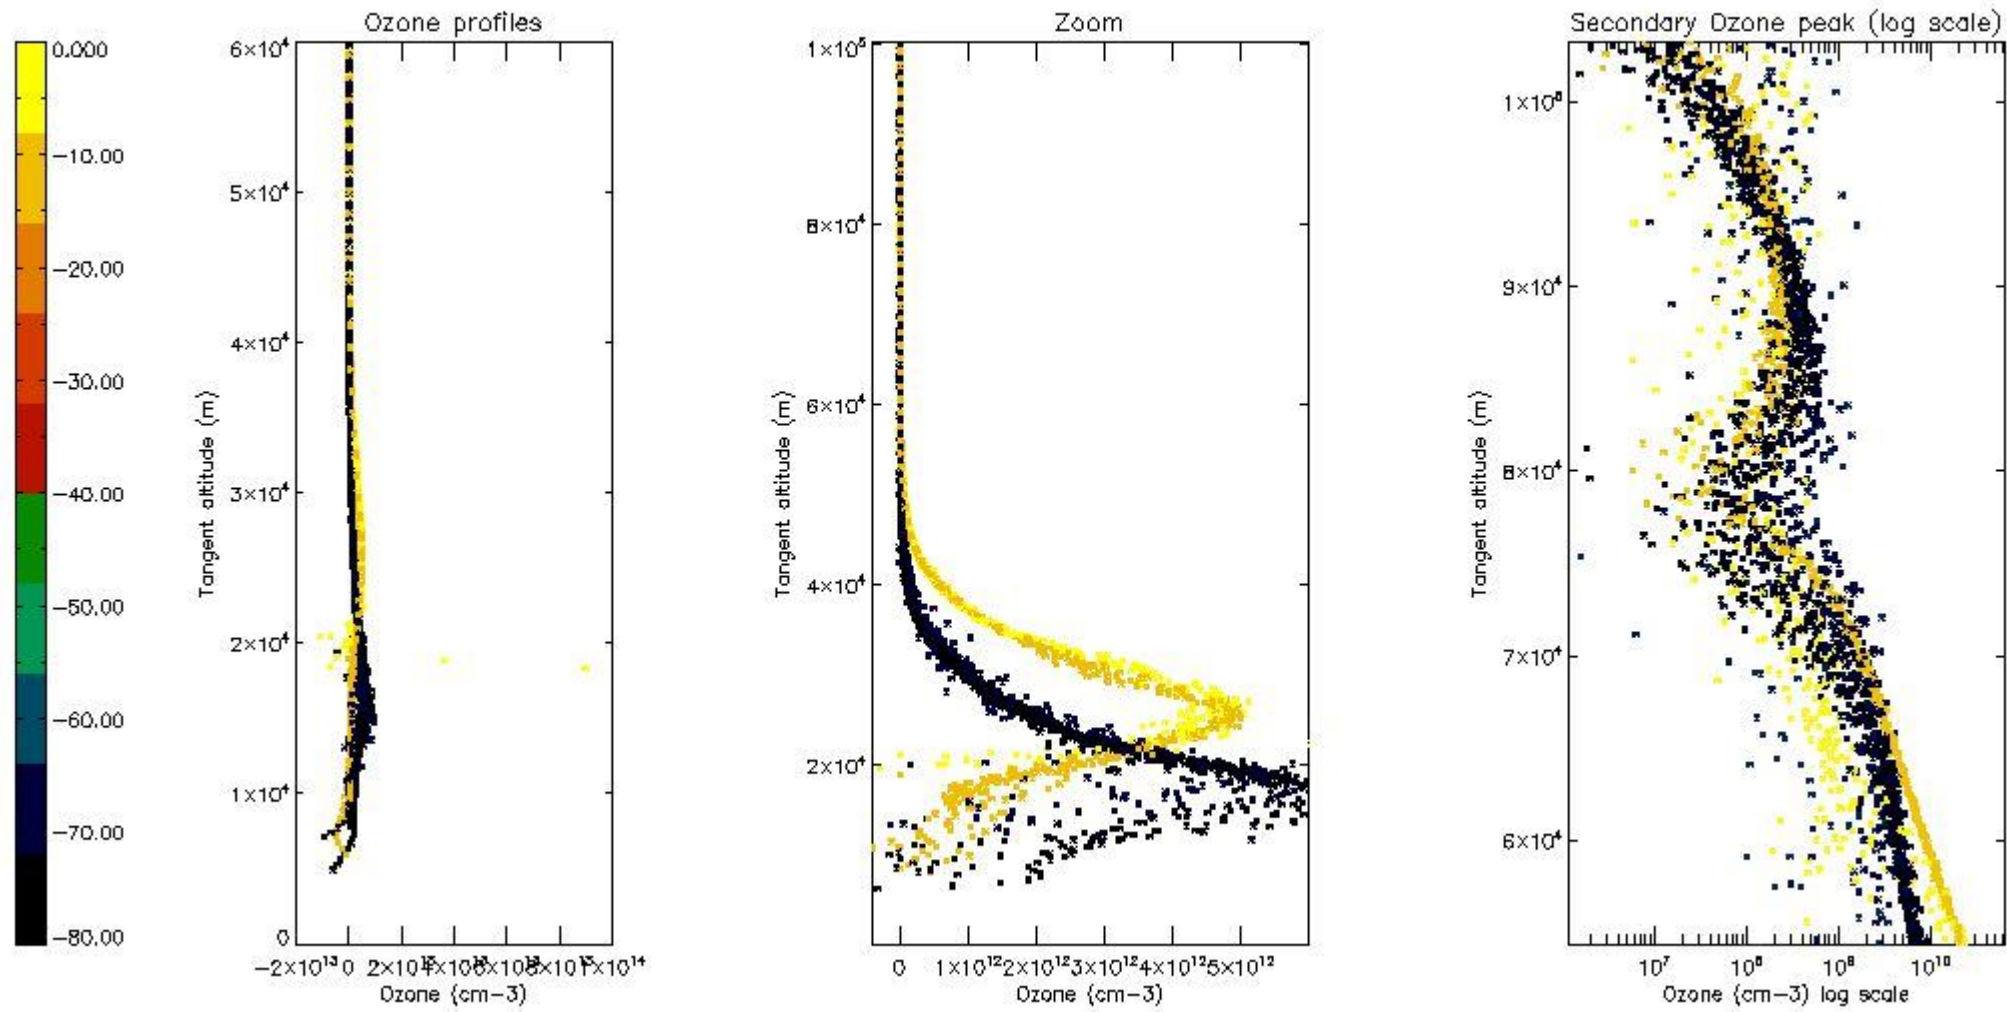 Ozone profiles
Zoom
Secondary Ozone peak (log scale)
0.000
-10.00
-20.00
-30.00
-40.00
-50.00
-60.00
-70.00
-80.00
6×10⁴
5×10⁴
4×10⁴
3×10⁴
2×10⁴
1×10⁴
0
Tangent altitude (m)
-2×10¹³ 0
1×10¹⁴
Ozone (cm-3)
1×10⁵
8×10⁴
6×10⁴
4×10⁴
2×10⁴
Tangent altitude (m)
0 1×10¹² 2×10¹² 3×10¹² 4×10¹² 5×10¹²
Ozone (cm-3)
1×10⁵
9×10⁴
8×10⁴
7×10⁴
6×10⁴
Tangent altitude (m)
10⁷ 10⁸ 10⁹ 10¹⁰
Ozone (cm-3) log scale